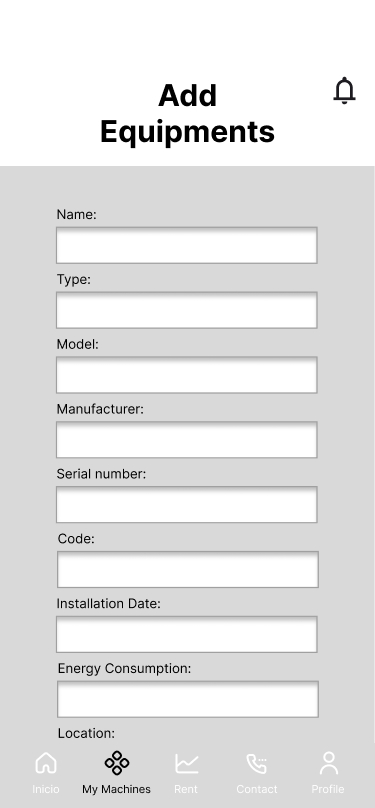 Add
Equipments
Name:
Type:
Model:
Manufacturer:
Serial number:
Code:
Installation Date:
Energy Consumption:
Location:
Inicio My Machines Rent Contact Profile